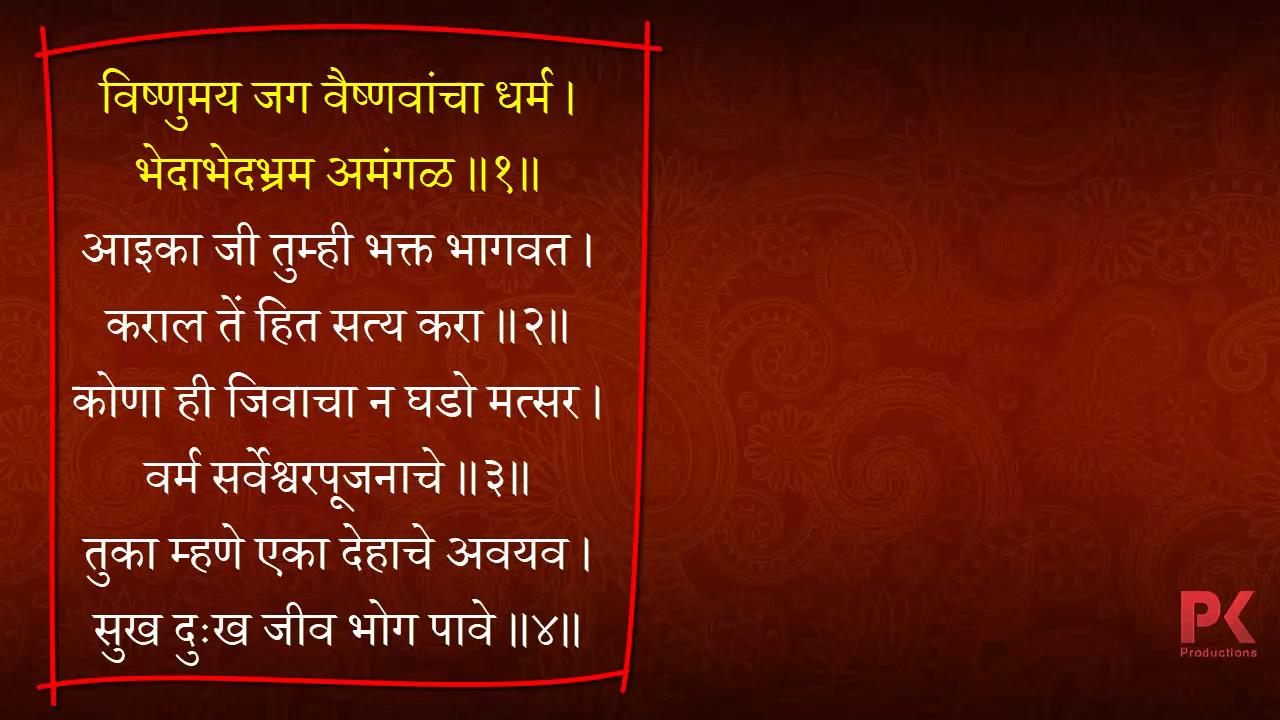 विष्णुमय जग वैष्णवांचा धर्म ।
भेदाभेदभ्रम अमंगळ ॥१॥
आइका जी तुम्ही भक्त भागवत ।
कराल तें हित सत्य करा ॥२॥
कोणा ही जिवाचा न घडो मत्सर ।
वर्म सर्वेश्वरपूजनाचे ॥३॥
तुका म्हणे एका देहाचे अवयव ।
सुख दुःख जीव भोग पावे ॥४॥
PK
Productions